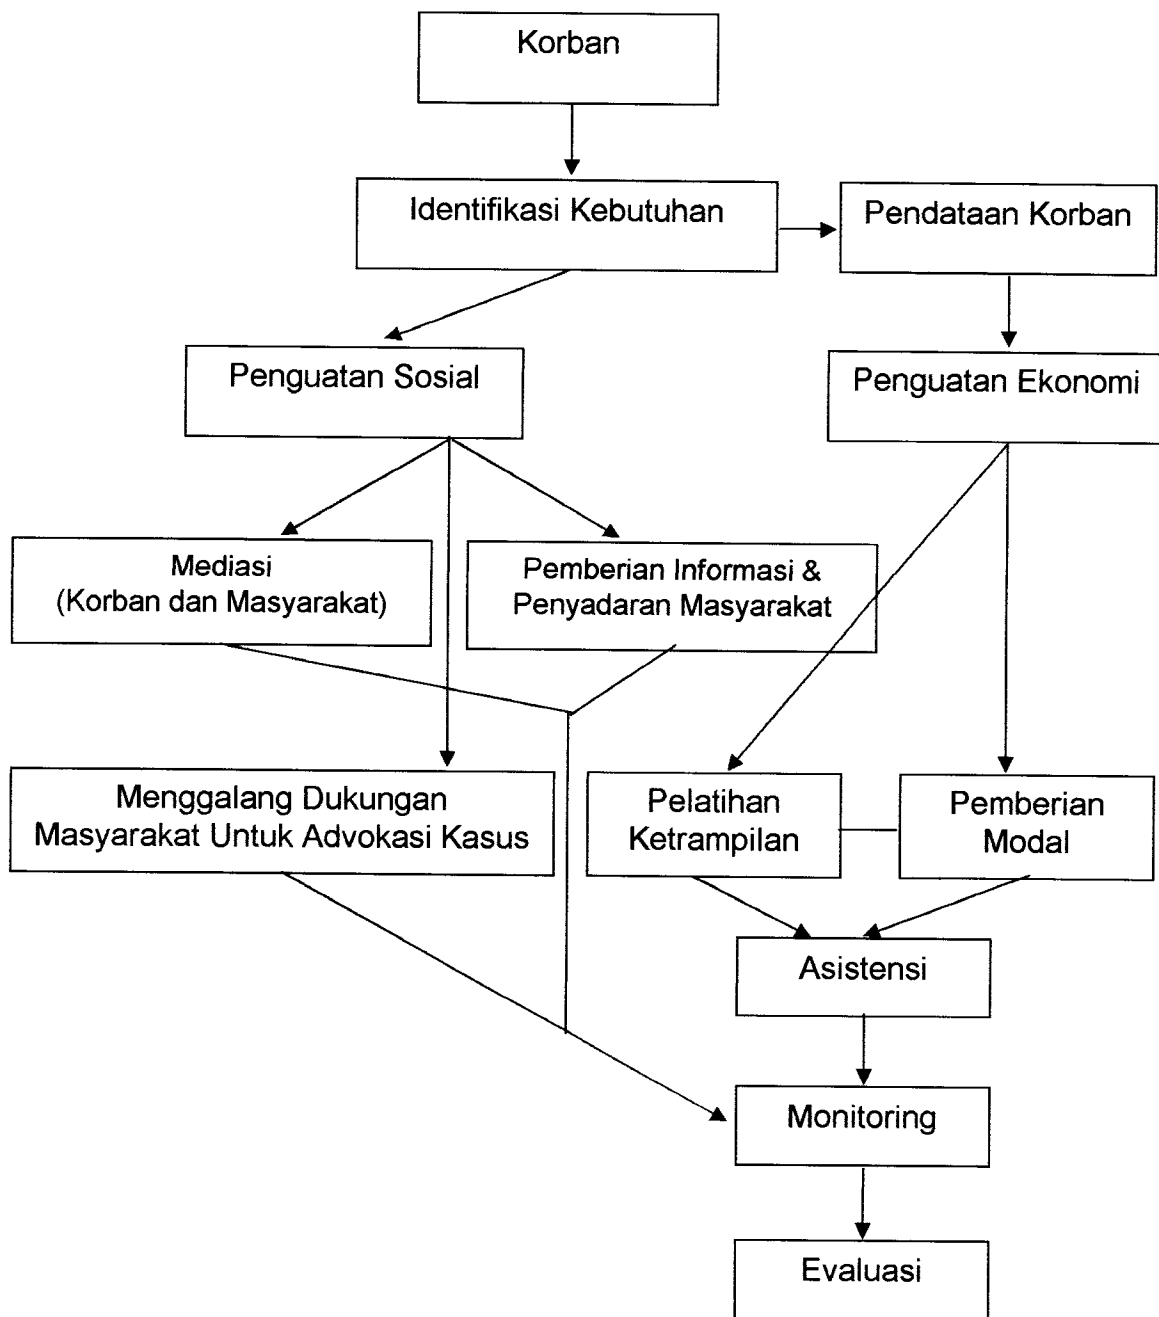 Korban
Identifikasi Kebutuhan
Pendataan Korban
Penguatan Sosial
Penguatan Ekonomi
Mediasi
(Korban dan Masyarakat)
Pemberian Informasi &
Penyadaran Masyarakat
Menggalang Dukungan
Masyarakat Untuk Advokasi Kasus
Pelatihan
Ketrampilan
Pemberian
Modal
Asistensi
Monitoring
Evaluasi